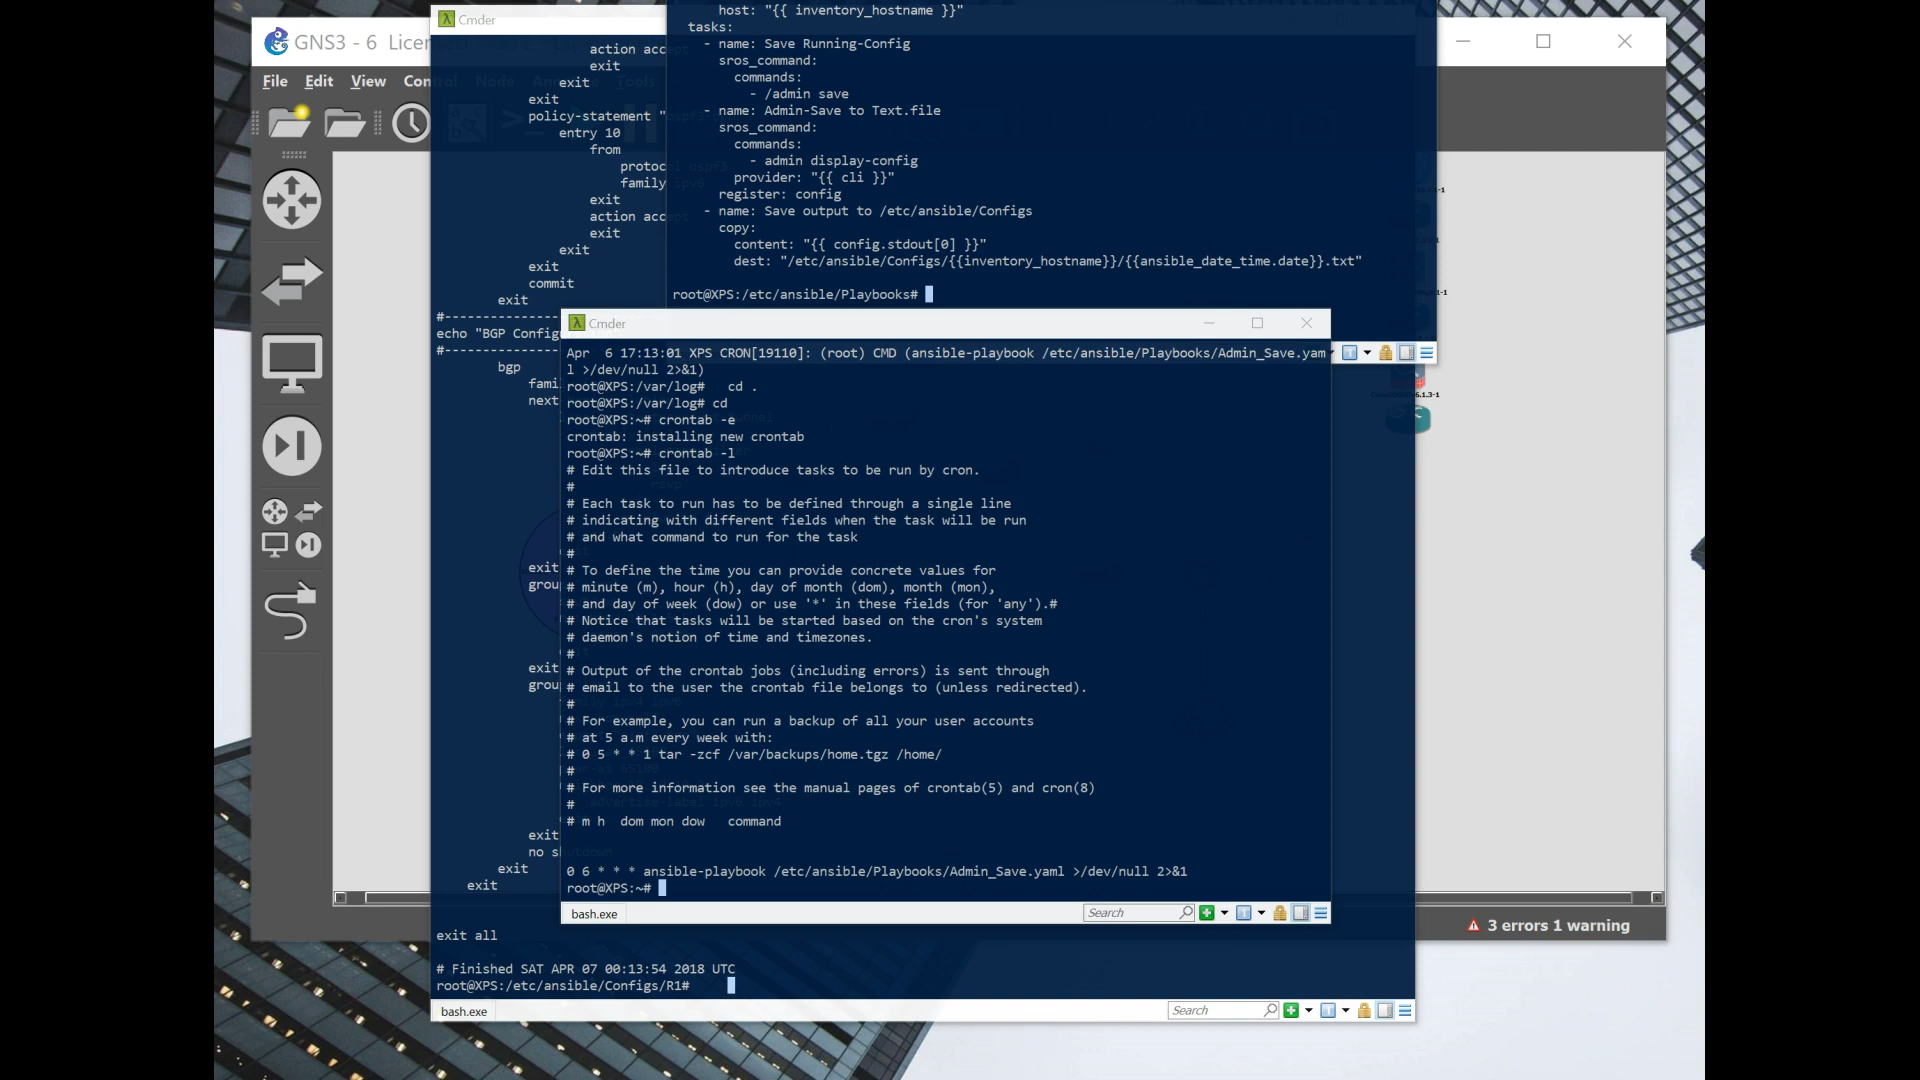 GNS3 - 6 Licen
File Edit View Con
Cmder
action acc
exit
exit
exit
policy-statement "
entry 10
from
protoc
family
exit
action acc
exit
exit
exit
commit
exit
#----------------
echo "BGP Config
#----------------
bgp
fami
next
exit
grou
exit
grou
exit
no sh
exit
exit
exit all
# Finished SAT APR 07 00:13:54 2018 UTC
root@XPS:/etc/ansible/Configs/R1#
bash.exe
Search
host: "{{ inventory_hostname }}"
tasks:
- name: Save Running-Config
sros_command:
commands:
- /admin save
- name: Admin-Save to Text.file
sros_command:
commands:
- admin display-config
provider: "{{ cli }}"
register: config
- name: Save output to /etc/ansible/Configs
copy:
content: "{{ config.stdout[0] }}"
dest: "/etc/ansible/Configs/{{inventory_hostname}}/{{ansible_date_time.date}}.txt"
root@XPS:/etc/ansible/Playbooks#
Cmder
Apr  6 17:13:01 XPS CRON[19110]: (root) CMD (ansible-playbook /etc/ansible/Playbooks/Admin_Save.yam
l >/dev/null 2>&1)
root@XPS:/var/log#   cd .
root@XPS:/var/log# cd
root@XPS:~# crontab -e
crontab: installing new crontab
root@XPS:~# crontab -l
# Edit this file to introduce tasks to be run by cron.
#
# Each task to run has to be defined through a single line
# indicating with different fields when the task will be run
# and what command to run for the task
#
# To define the time you can provide concrete values for
# minute (m), hour (h), day of month (dom), month (mon),
# and day of week (dow) or use '*' in these fields (for 'any').#
# Notice that tasks will be started based on the cron's system
# daemon's notion of time and timezones.
#
# Output of the crontab jobs (including errors) is sent through
# email to the user the crontab file belongs to (unless redirected).
#
# For example, you can run a backup of all your user accounts
# at 5 a.m every week with:
# 0 5 * * 1 tar -zcf /var/backups/home.tgz /home/
#
# For more information see the manual pages of crontab(5) and cron(8)
#
# m h  dom mon dow   command
0 6 * * * ansible-playbook /etc/ansible/Playbooks/Admin_Save.yaml >/dev/null 2>&1
root@XPS:~#
bash.exe
Search
3 errors 1 warning